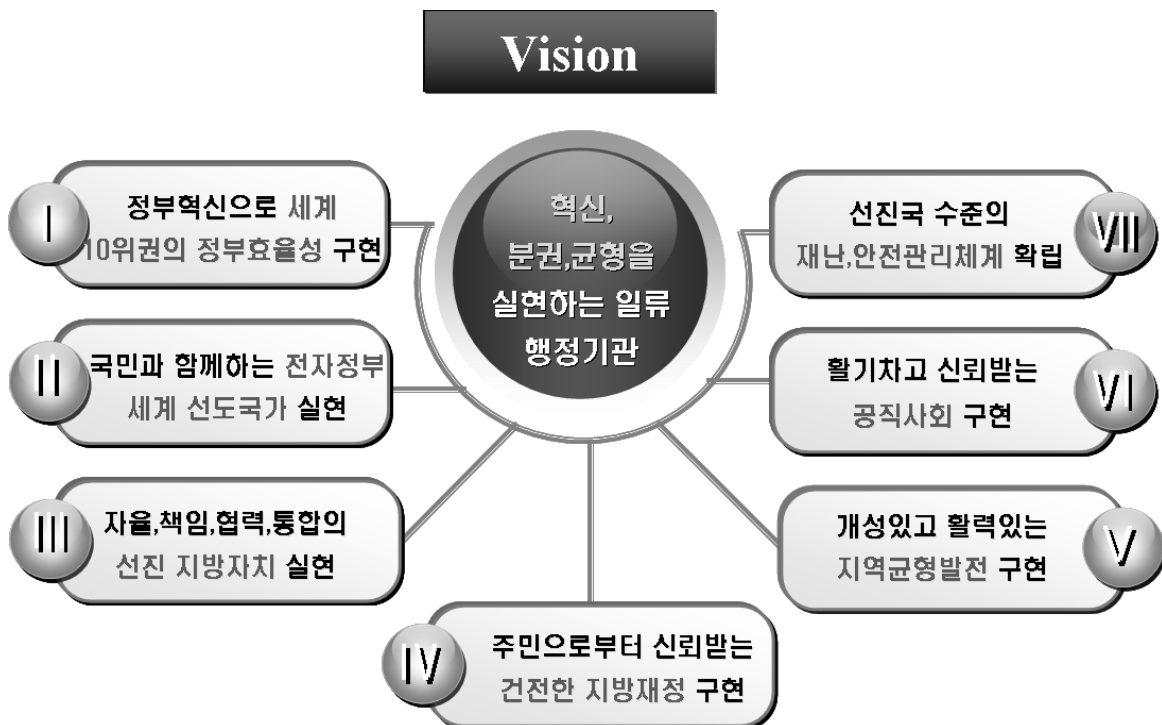 Vision
혁신,
분권,균형을
실현하는 일류
행정기관
I
정부혁신으로 세계
10위권의 정부효율성 구현
II
국민과 함께하는 전자정부
세계 선도국가 실현
III
자율,책임,협력,통합의
선진 지방자치 실현
IV
주민으로부터 신뢰받는
건전한 지방재정 구현
V
개성있고 활력있는
지역균형발전 구현
VI
활기차고 신뢰받는
공직사회 구현
VII
선진국 수준의
재난,안전관리체계 확립